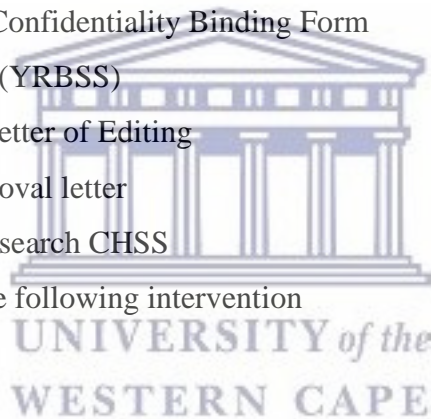 Confidentiality Binding Form
(YRBSS)
etter of Editing
oval letter
search CHSS
e following intervention
UNIVERSITY of the
WESTERN CAPE